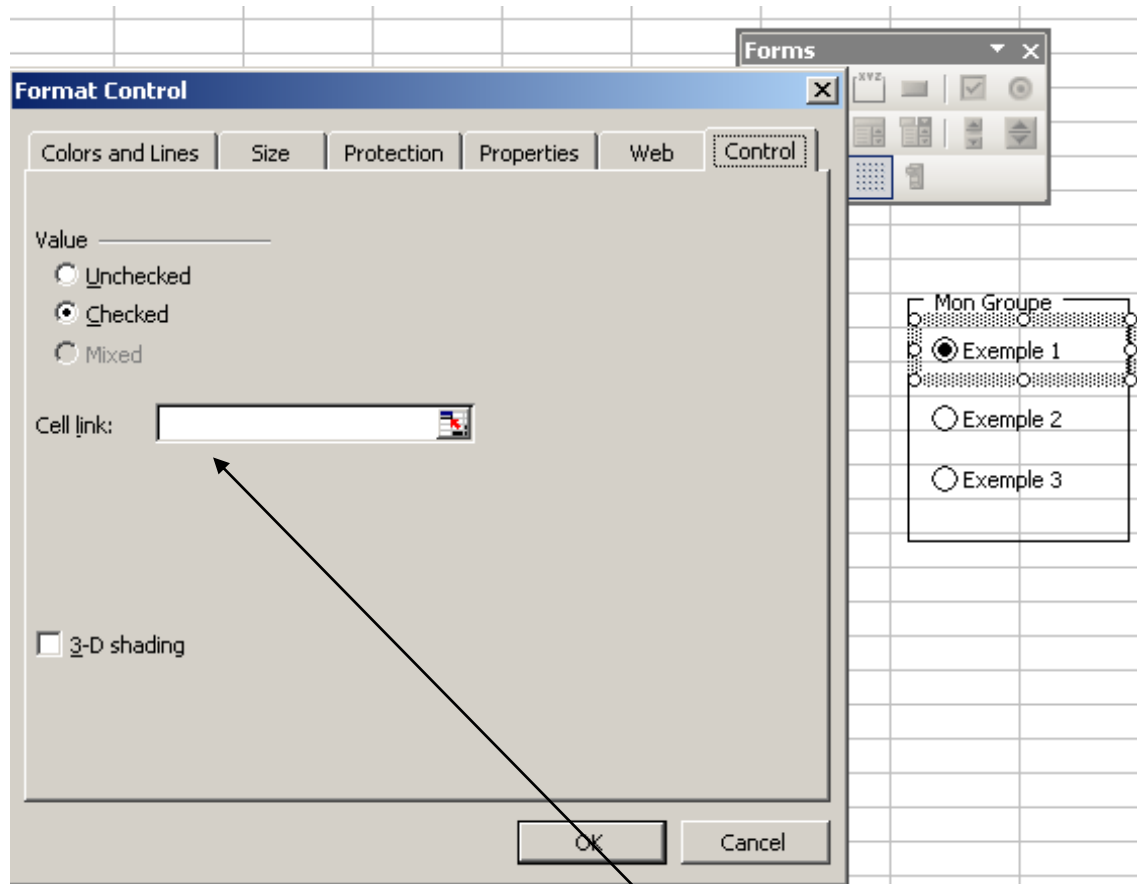 Forms
XYZ
Format Control
Colors and Lines Size Protection Properties Web Control
Value
Unchecked
Checked
Mixed
Cell link:
3-D shading
OK Cancel
Mon Groupe
Exemple 1
Exemple 2
Exemple 3